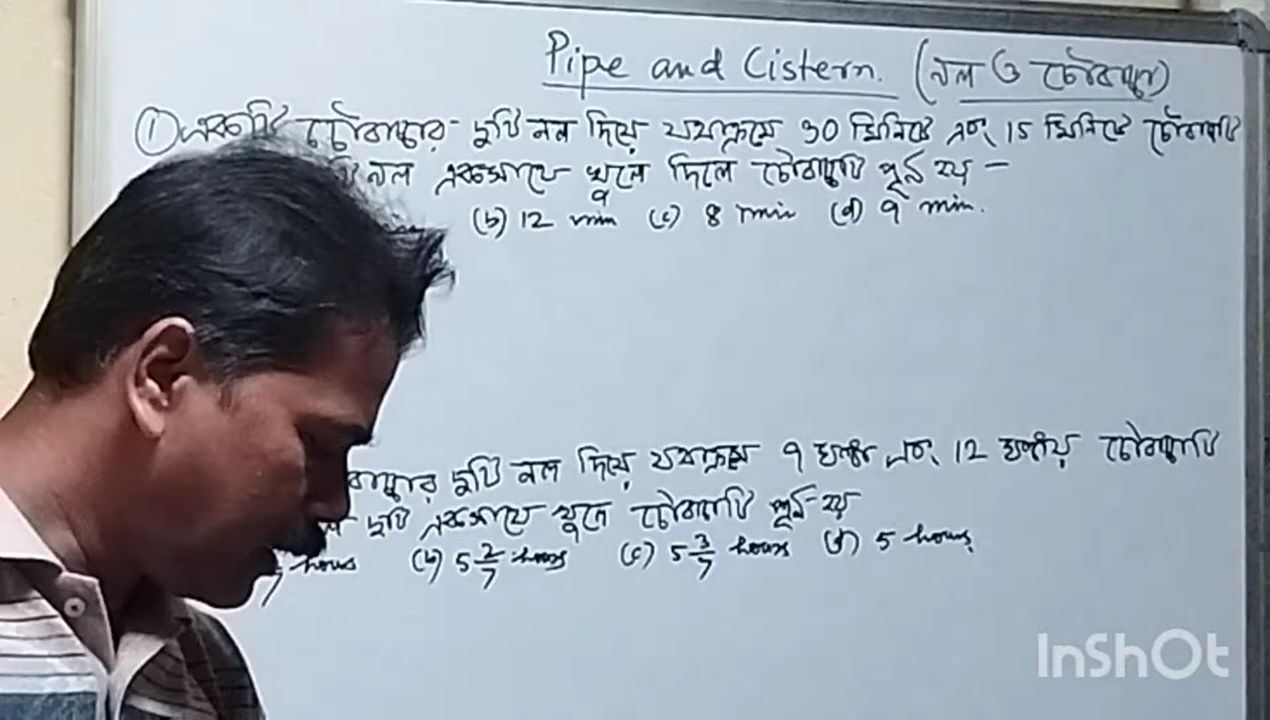 Pipe and Cistern. (নল ও চৌবাচ্চা)
① একটি চৌবাচ্চার দুটি নল দিয়ে যথাক্রমে 30 মিনিটে এবং 15 মিনিটে চৌবাচ্চাটি
নল একসাথে খুলে দিলে চৌবাচ্চাটি পূর্ন হয় –
(b) 12 min (c) 8 min (d) 9 min.
দুটি নল দিয়ে যথাক্রমে 9 ঘন্টা এবং 12 ঘন্টায় চৌবাচ্চাটি
দুটি একসাথে খুলে চৌবাচ্চাটি পূর্ন হয়
hours (b) 5 2/7 hours (c) 5 3/7 hours (d) 5 hours
InShOt